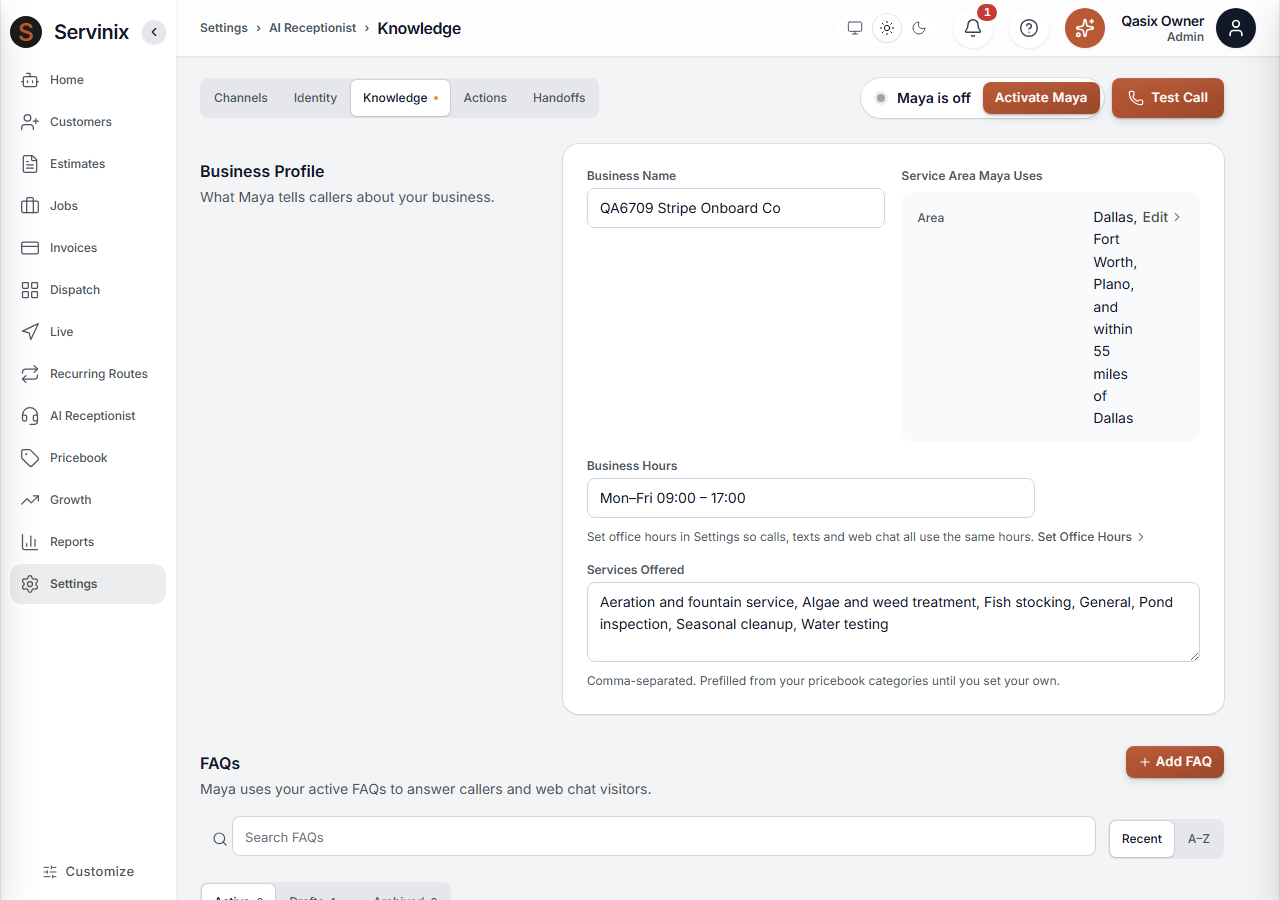 S Servinix
Settings › AI Receptionist › Knowledge
1
Qasix Owner
Admin
Home
Customers
Estimates
Jobs
Invoices
Dispatch
Live
Recurring Routes
AI Receptionist
Pricebook
Growth
Reports
Settings
Customize
Channels Identity Knowledge • Actions Handoffs
Maya is off Activate Maya Test Call
Business Profile
What Maya tells callers about your business.
Business Name
QA6709 Stripe Onboard Co
Service Area Maya Uses
Area
Dallas,
Fort
Worth,
Plano,
and
within
55
miles
of
Dallas
Edit
Business Hours
Mon–Fri 09:00 – 17:00
Set office hours in Settings so calls, texts and web chat all use the same hours. Set Office Hours
Services Offered
Aeration and fountain service, Algae and weed treatment, Fish stocking, General, Pond
inspection, Seasonal cleanup, Water testing
Comma-separated. Prefilled from your pricebook categories until you set your own.
FAQs
Maya uses your active FAQs to answer callers and web chat visitors.
+ Add FAQ
Search FAQs
Recent A–Z
Active Drafts Archived